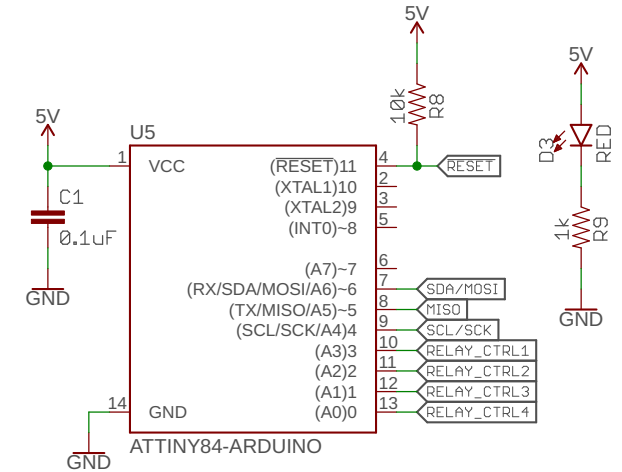 5V
5V
5V
U5
10k
R8
1
VCC
(RESET)11
4
RESET
(XTAL1)10
2
(XTAL2)9
3
(INT0)~8
5
D3
RED
C1
0.1uF
GND
1k
R9
(A7)~7
6
(RX/SDA/MOSI/A6)~6
7
SDA/MOSI
(TX/MISO/A5)~5
8
MISO
(SCL/SCK/A4)4
9
SCL/SCK
GND
(A3)3
10
RELAY_CTRL1
(A2)2
11
RELAY_CTRL2
(A1)1
12
RELAY_CTRL3
14
GND
(A0)0
13
RELAY_CTRL4
ATTINY84-ARDUINO
GND